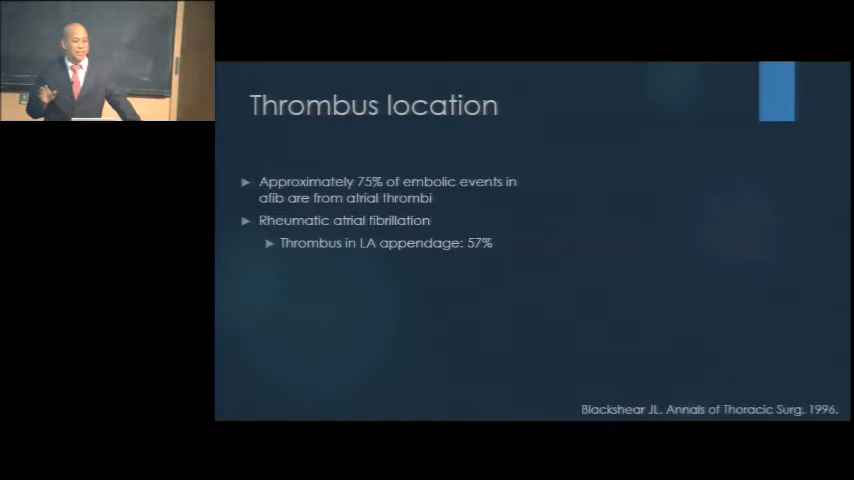 Thrombus location
Approximately 75% of embolic events in
afib are from atrial thrombi
Rheumatic atrial fibrillation
Thrombus in LA appendage: 57%
Blackshear JL. Annals of Thoracic Surg. 1996.